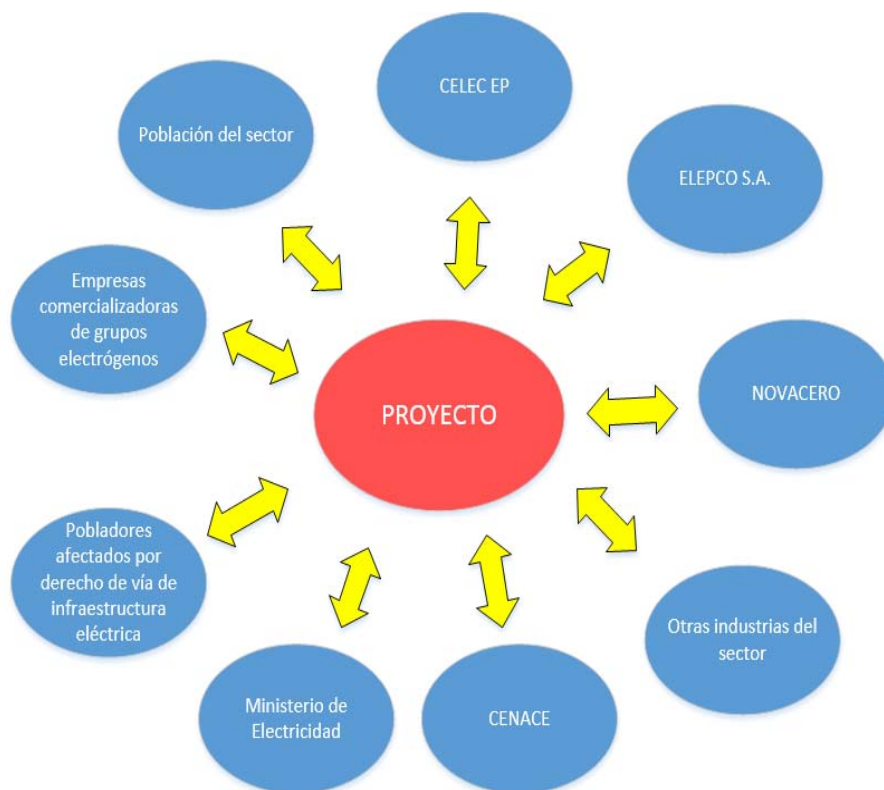 CELEC EP
Población del sector
ELEPCO S.A.
Empresas
comercializadoras
de grupos
electrógenos
NOVACERO
PROYECTO
Pobladores
afectados por
derecho de vía de
infraestructura
eléctrica
Otras industrias del
sector
Ministerio de
Electricidad
CENACE